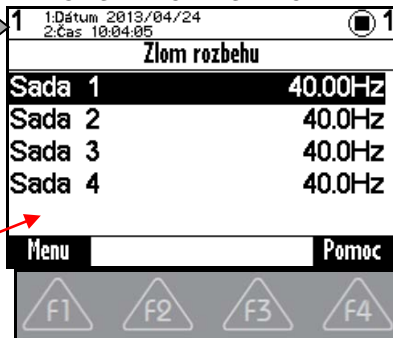 1 1:Dátum 2013/04/24 1
2:Čas 10:04:05
Zlom rozbehu
Sada 1 40.00Hz
Sada 2 40.0Hz
Sada 3 40.0Hz
Sada 4 40.0Hz
Menu Pomoc
F1 F2 F3 F4